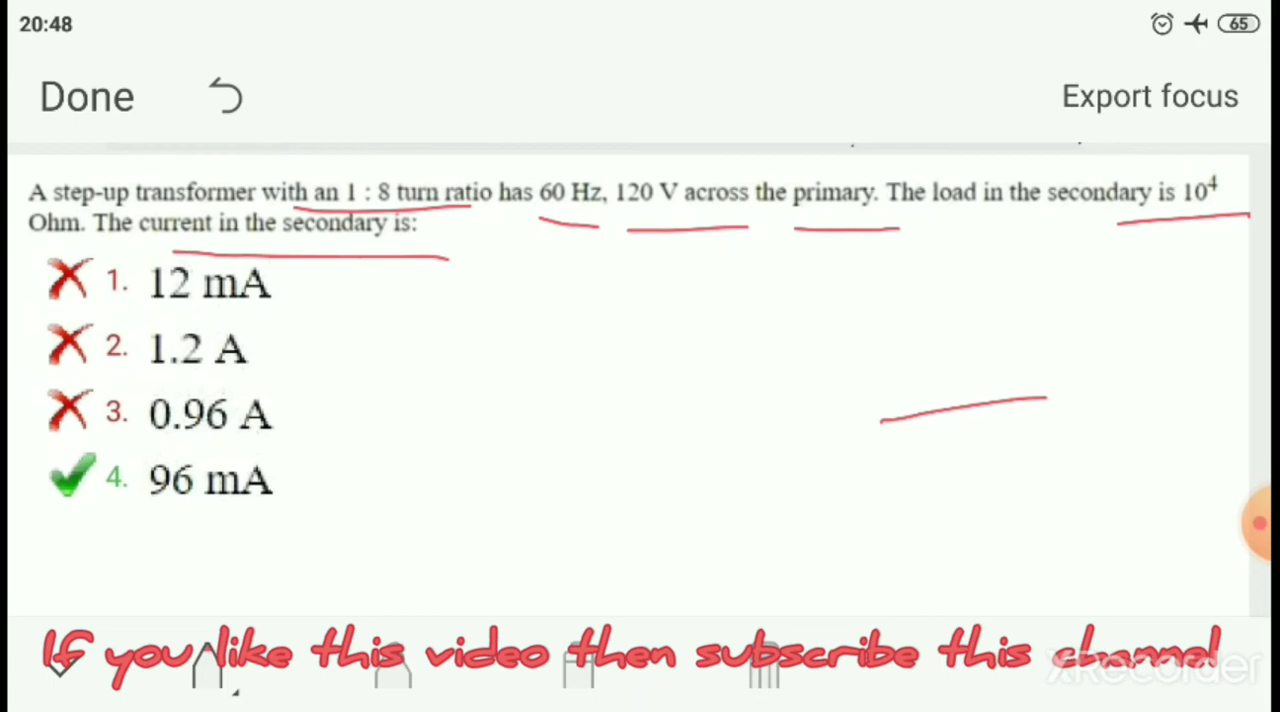 20:48
65
Done
Export focus
A step-up transformer with an 1 : 8 turn ratio has 60 Hz, 120 V across the primary. The load in the secondary is 10⁴
Ohm. The current in the secondary is:
1. 12 mA
2. 1.2 A
3. 0.96 A
4. 96 mA
If you like this video then subscribe this channel
XRecorder